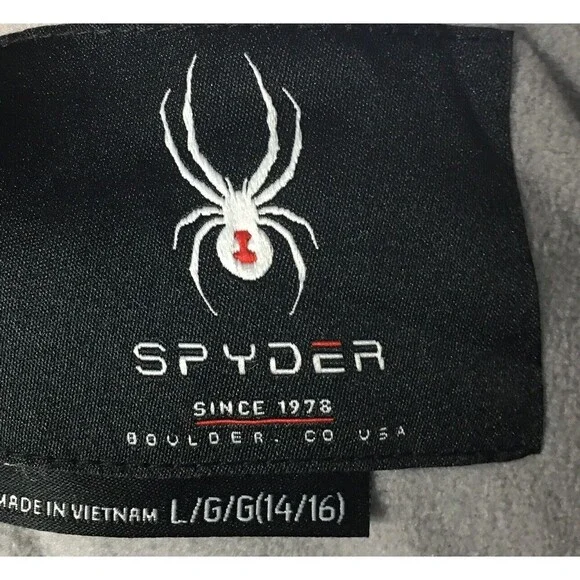 SPYDER
SINCE 1978
BOULDER, CO USA
MADE IN VIETNAM L/G/G(14/16)